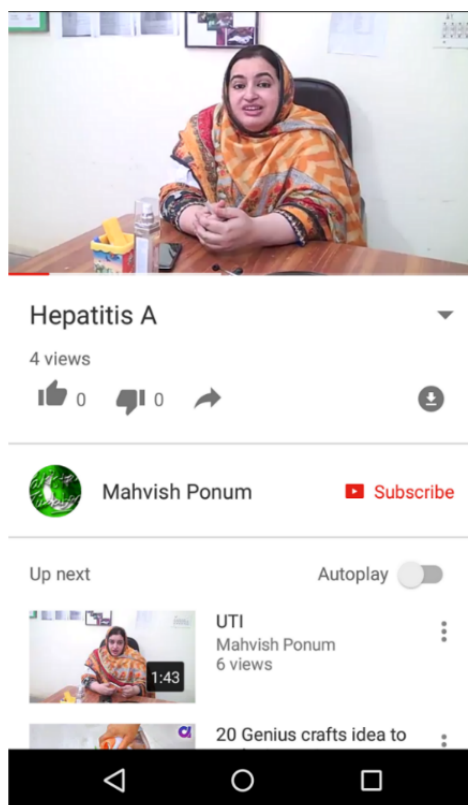 Hepatitis A
4 views
0 0
Mahvish Ponum
Subscribe
Up next
Autoplay
UTI
Mahvish Ponum
6 views
1:43
20 Genius crafts idea to